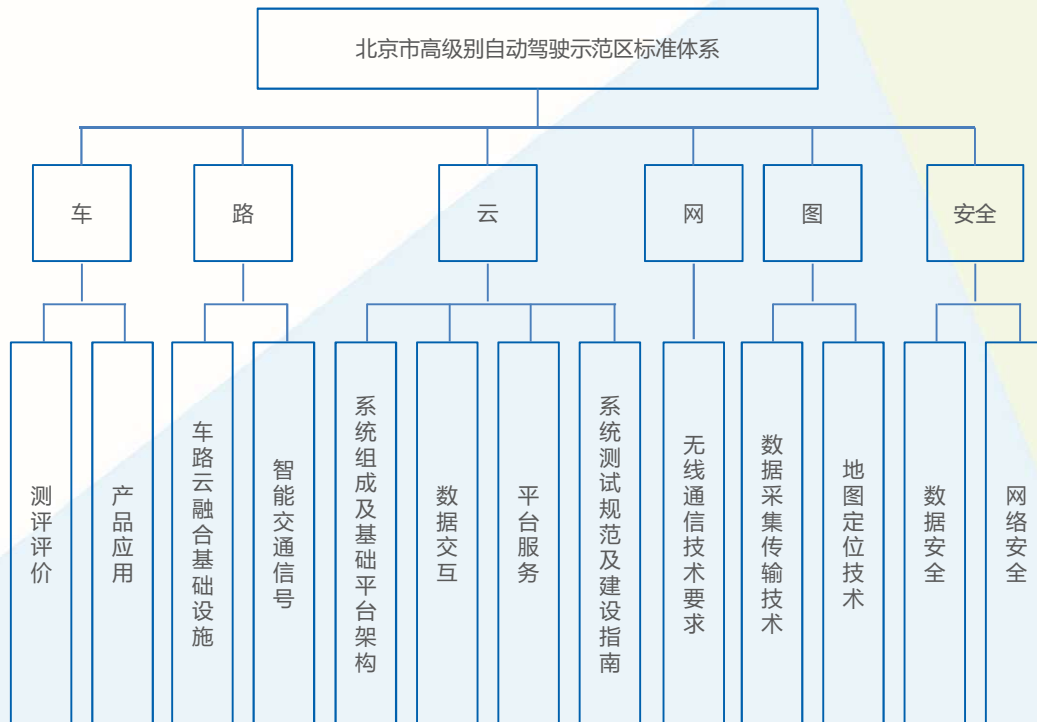 北京市高级别自动驾驶示范区标准体系
车
路
云
网
图
安全
测评评价
产品应用
车路云融合基础设施
智能交通信号
系统组成及基础平台架构
数据交互
平台服务
系统测试规范及建设指南
无线通信技术要求
数据采集传输技术
地图定位技术
数据安全
网络安全